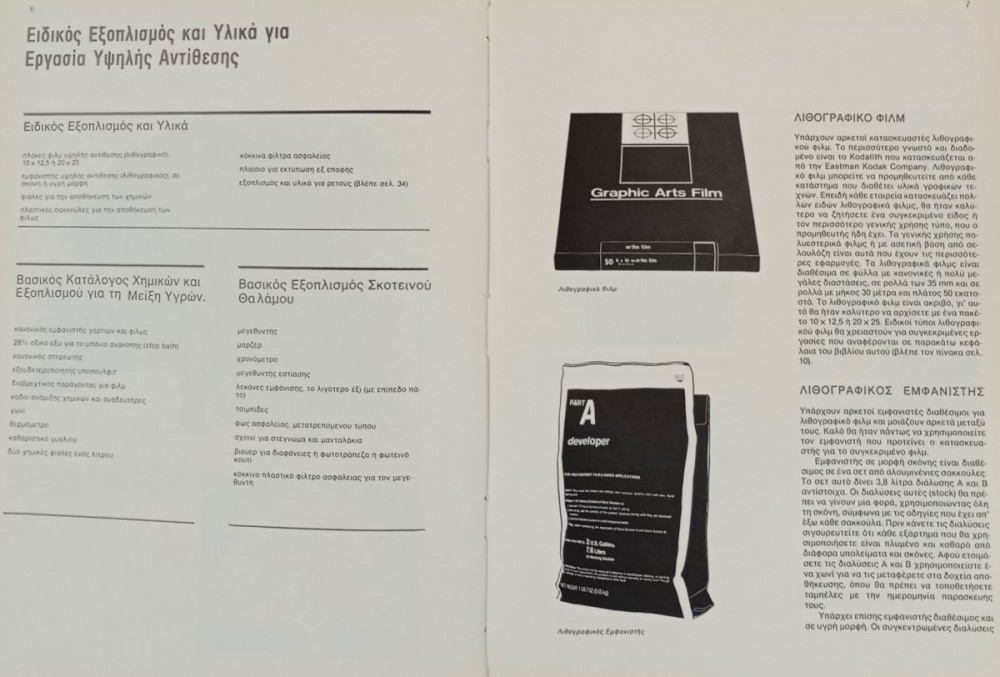 6
Ειδικός Εξοπλισμός και Υλικά για
Εργασία Υψηλής Αντίθεσης
Ειδικός Εξοπλισμός και Υλικά
πλάκες φιλμ υψηλής αντίθεσης (λιθογραφικό),
10 x 12,5 ή 20 x 25
εμφανιστής υψηλής αντίθεσης (λιθογραφικός), σε
σκόνη ή υγρή μορφή
φιάλες για την αποθήκευση των χημικών
πλαστικές σακκούλες για την αποθήκευση των
φιλμς
κόκκινα φίλτρα ασφαλείας
πλαίσιο για εκτύπωση εξ επαφής
εξοπλισμός και υλικά για ρετούς (βλέπε σελ. 34)
Βασικός Κατάλογος Χημικών και
Εξοπλισμού για τη Μείξη Υγρών.
κανονικός εμφανιστής χαρτιών και φιλμς
28% οξικό οξύ για το μπάνιο ανακοπής (stop bath)
κανονικός στερεωτής
εξουδετεροποιητής υποσουλφίτ
διαβρεχτικός παράγοντας για φιλμ
κάδοι ανάμιξης χημικών και αναδευτήρες
χωνί
θερμόμετρο
καθαριστικό γυαλιού
δύο χημικές φιάλες ενός λίτρου
Βασικός Εξοπλισμός Σκοτεινού
Θαλάμου
μεγεθυντής
μαρζέρ
χρονόμετρο
μεγεθυντής εστίασης
λεκάνες εμφάνισης, το λιγότερο έξι (με επίπεδο πά-
το)
τσιμπίδες
φως ασφαλείας, μετατρεπόμενου τύπου
σχοινί για στέγνωμα και μανταλάκια
βιούερ για διαφάνειες ή φωτοτράπεζα ή φωτεινό
κουτί
κόκκινο πλαστικό φίλτρο ασφάλειας για τον μεγε-
θυντή
7
Graphic Arts Film
ortho film
50
Λιθογραφικό Φιλμ
PART
A
developer
2 U.S. Gallons
7.6 Liters
Λιθογραφικός Εμφανιστής
ΛΙΘΟΓΡΑΦΙΚΟ ΦΙΛΜ
Υπάρχουν αρκετοί κατασκευαστές λιθογραφι-
κού φιλμ. Το περισσότερο γνωστό και διαδο-
μένο είναι το Kodalith που κατασκευάζεται α-
πό την Eastman Kodak Company. Λιθογραφι-
κό φιλμ μπορείτε να προμηθευτείτε από κάθε
κατάστημα που διαθέτει υλικά γραφικών τε-
χνών. Επειδή κάθε εταιρεία κατασκευάζει πολ-
λών ειδών λιθογραφικά φιλμς, θα ήταν καλύ-
τερο να ζητήσετε ένα συγκεκριμένο είδος ή
τον περισσότερο γενικής χρήσης τύπο, που ο
προμηθευτής ήδη έχει. Τα γενικής χρήσης πο-
λυεστερικά φιλμς ή με ασετική βάση από σε-
λουλόζη είναι αυτά που έχουν τις περισσότε-
ρες εφαρμογές. Τα λιθογραφικά φιλμς είναι
διαθέσιμα σε φύλλα με κανονικές ή πολύ με-
γάλες διαστάσεις, σε ρολλά των 35 mm και σε
ρολλά με μήκος 30 μέτρα και πλάτος 50 εκατο-
στά. Το λιθογραφικό φιλμ είναι ακριβό, γι' αυ-
τό θα ήταν καλύτερο να αρχίσετε με ένα πακέ-
το 10 x 12,5 ή 20 x 25. Ειδικοί τύποι λιθογραφι-
κού φιλμ θα χρειαστούν για συγκεκριμένες ερ-
γασίες που αναφέρονται σε παρακάτω κεφά-
λαια του βιβλίου αυτού (βλέπε τον πίνακα σελ.
10).
ΛΙΘΟΓΡΑΦΙΚΟΣ ΕΜΦΑΝΙΣΤΗΣ
Υπάρχουν αρκετοί εμφανιστές διαθέσιμοι για
λιθογραφικό φιλμ και μοιάζουν αρκετά μεταξύ
τους. Καλό θα ήταν πάντως να χρησιμοποιείτε
τον εμφανιστή που προτείνει ο κατασκευα-
στής για το συγκεκριμένο φιλμ.
Εμφανιστής σε μορφή σκόνης είναι διαθέ-
σιμος σε ένα σετ από αλουμινένιες σακκούλες.
Το σετ αυτό δίνει 3,8 λίτρα διάλυσης Α και Β
αντίστοιχα. Οι διαλύσεις αυτές (stock) θα πρέ-
πει να γίνουν μία φορά, χρησιμοποιώντας όλη
τη σκόνη, σύμφωνα με τις οδηγίες που έχει απ'
έξω κάθε σακκούλα. Πριν κάνετε τις διαλύσεις
σιγουρευτείτε ότι κάθε εξάρτημα που θα χρη-
σιμοποιήσετε είναι πλυμένο και καθαρό από
διάφορα υπολείματα και σκόνες. Αφού ετοιμά-
σετε τις διαλύσεις Α και Β χρησιμοποιείστε έ-
να χωνί για να τις μεταφέρετε στα δοχεία απο-
θήκευσης, όπου θα πρέπει να τοποθετήσετε
ταμπέλες με την ημερομηνία παρασκευής
τους.
Υπάρχει επίσης εμφανιστής διαθέσιμος και
σε υγρή μορφή. Οι συγκεντρωμένες διαλύσεις